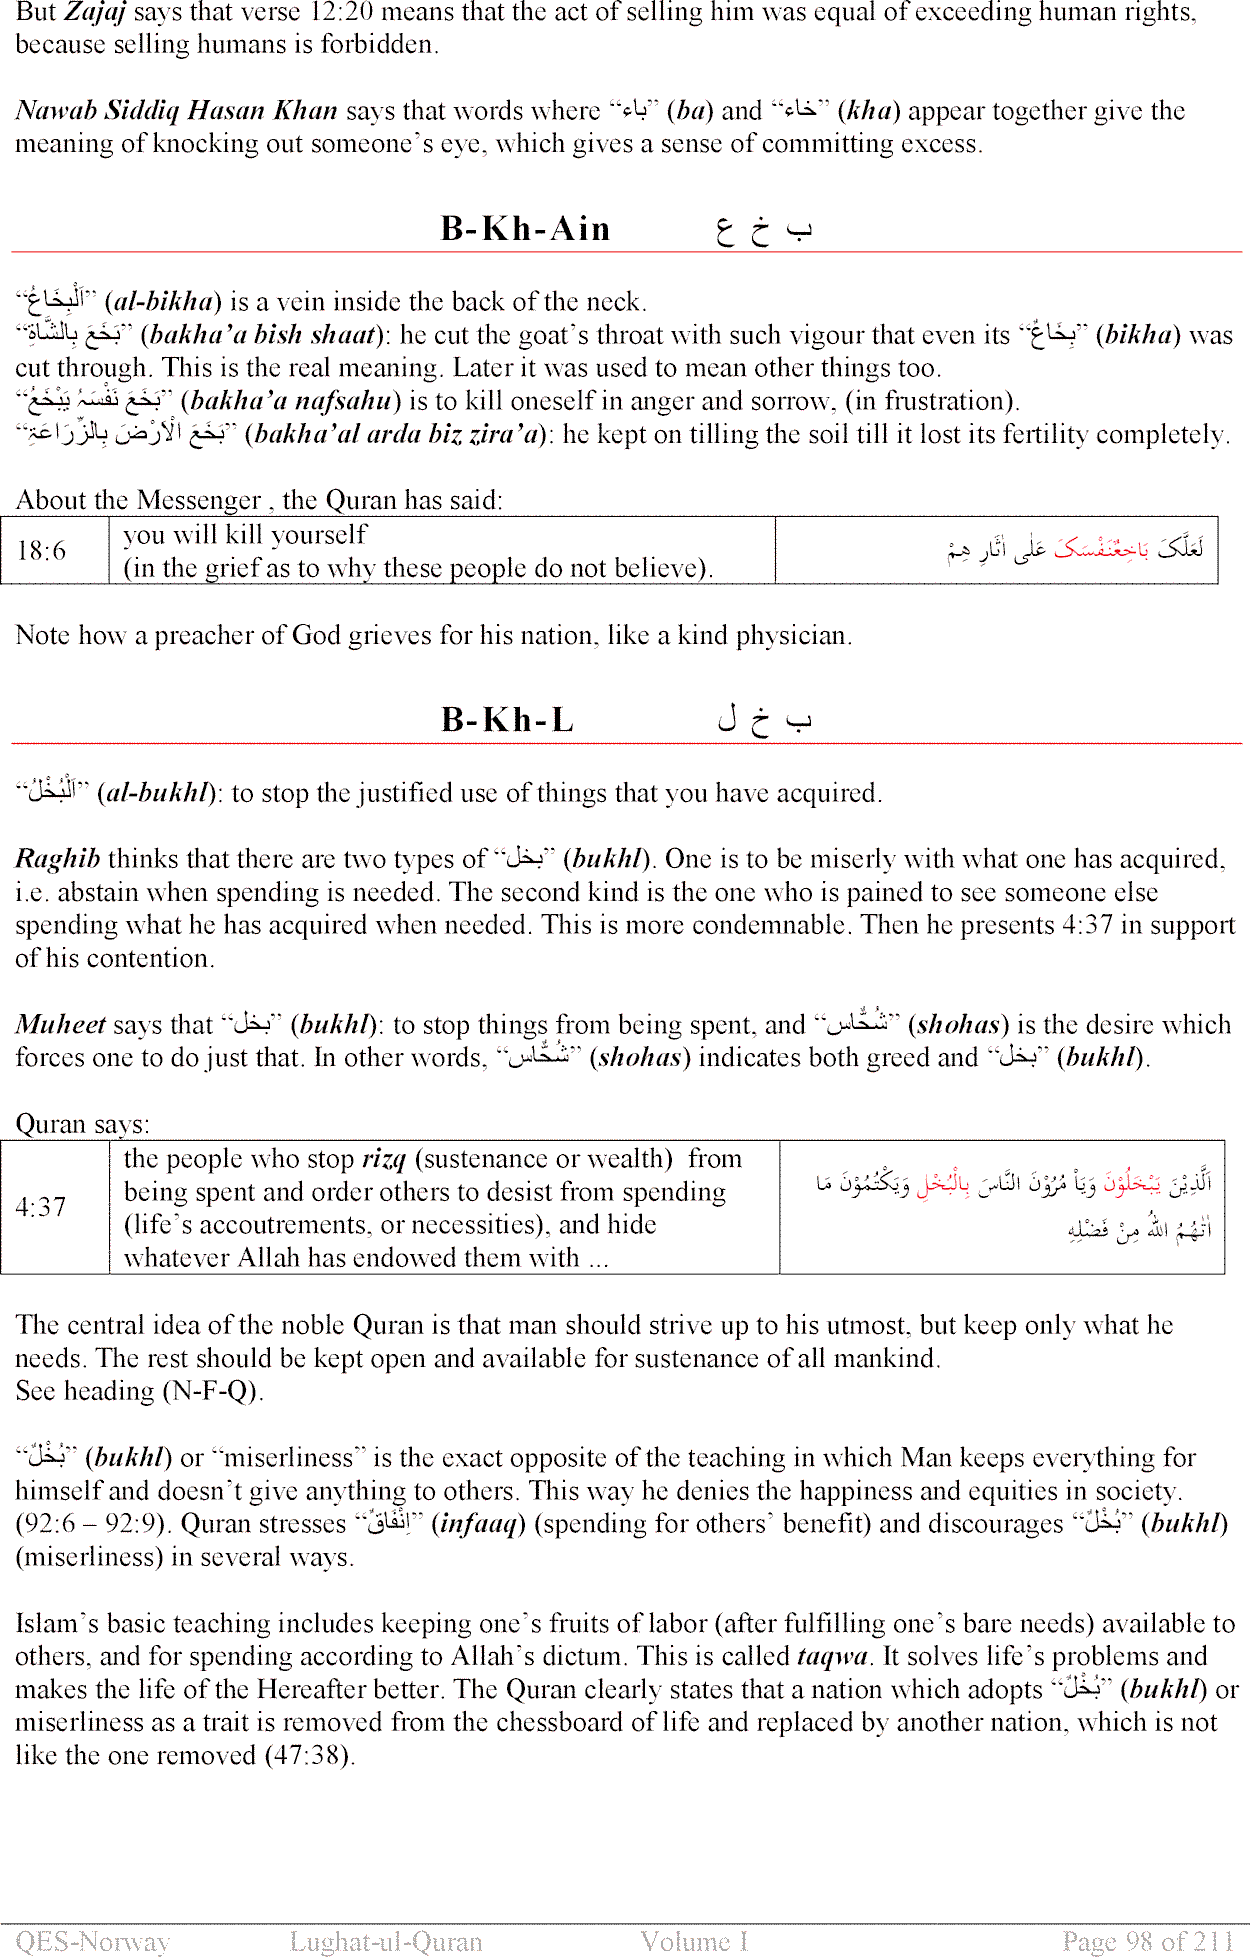 But Zajaj says that verse 12:20 means that the act of selling him was equal of exceeding human rights,
because selling humans is forbidden.
Nawab Siddiq Hasan Khan says that words where “باء” (ba) and “خاء” (kha) appear together give the
meaning of knocking out someone’s eye, which gives a sense of committing excess.
B-Kh-Ain ب خ ع
“اَلْبِخَاعُ” (al-bikha) is a vein inside the back of the neck.
“بَخَعَ بِالشَّاةِ” (bakha’a bish shaat): he cut the goat’s throat with such vigour that even its “بِخَاعٌ” (bikha) was
cut through. This is the real meaning. Later it was used to mean other things too.
“بَخَعَ نَفْسَہٗ یَبْخَعُ” (bakha’a nafsahu) is to kill oneself in anger and sorrow, (in frustration).
“بَخَعَ الْاَرْضَ بِالزِّرَاعَۃِ” (bakha’al arda biz zira’a): he kept on tilling the soil till it lost its fertility completely.
About the Messenger , the Quran has said:
18:6
you will kill yourself
(in the grief as to why these people do not believe).
لَعَلَّکَ بَاخِعٌنَفْسَکَ عَلٰی اٰثَارِ ھِمْ
Note how a preacher of God grieves for his nation, like a kind physician.
B-Kh-L ب خ ل
“اَلْبُخْلُ” (al-bukhl): to stop the justified use of things that you have acquired.
Raghib thinks that there are two types of “بخل” (bukhl). One is to be miserly with what one has acquired,
i.e. abstain when spending is needed. The second kind is the one who is pained to see someone else
spending what he has acquired when needed. This is more condemnable. Then he presents 4:37 in support
of his contention.
Muheet says that “بخل” (bukhl): to stop things from being spent, and “شُحٌّاس” (shohas) is the desire which
forces one to do just that. In other words, “شُحٌّاس” (shohas) indicates both greed and “بخل” (bukhl).
Quran says:
4:37
the people who stop rizq (sustenance or wealth) from
being spent and order others to desist from spending
(life’s accoutrements, or necessities), and hide
whatever Allah has endowed them with ...
اَلَّذِیْنَ یَبْخَلُوْنَ وَیَاْ مُرُوْنَ النَّاسَ بِالْبُخْلِ وَیَکْتُمُوْنَ مَا
اٰتٰھُمُ اللہُ مِنْ فَضْلِهٖ
The central idea of the noble Quran is that man should strive up to his utmost, but keep only what he
needs. The rest should be kept open and available for sustenance of all mankind.
See heading (N-F-Q).
“بُخْلٌ” (bukhl) or “miserliness” is the exact opposite of the teaching in which Man keeps everything for
himself and doesn’t give anything to others. This way he denies the happiness and equities in society.
(92:6 – 92:9). Quran stresses “اِنْفَاقٌ” (infaaq) (spending for others’ benefit) and discourages “بُخْلٌ” (bukhl)
(miserliness) in several ways.
Islam’s basic teaching includes keeping one’s fruits of labor (after fulfilling one’s bare needs) available to
others, and for spending according to Allah’s dictum. This is called taqwa. It solves life’s problems and
makes the life of the Hereafter better. The Quran clearly states that a nation which adopts “بُخْلٌ” (bukhl) or
miserliness as a trait is removed from the chessboard of life and replaced by another nation, which is not
like the one removed (47:38).
QES-Norway Lughat-ul-Quran Volume I Page 98 of 211